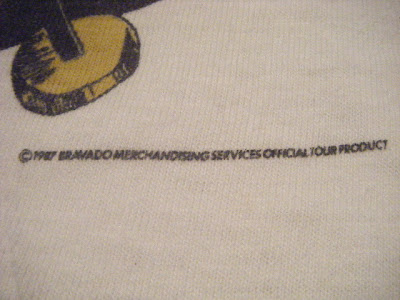 ©1987 BRAVADO MERCHANDISING SERVICES OFFICIAL TOUR PRODUCT